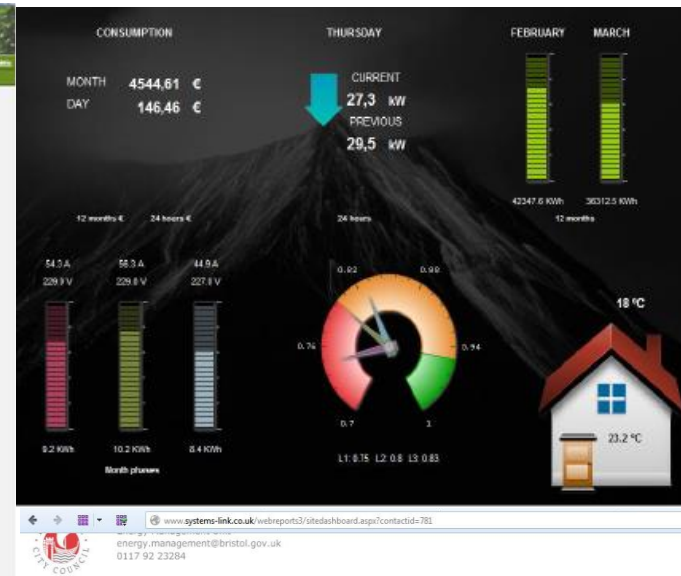 CONSUMPTION
MONTH 4544,61 €
DAY 146,46 €
12 months € 24 hours €
THURSDAY
CURRENT
27,3 kW
PREVIOUS
29,5 kW
24 hours
FEBRUARY MARCH
42347.6 KWh 36312.5 KWh
12 months
54.3 A 56.3 A 44.9 A
229.9 V 229.8 V 227.8 V
9.2 KWh 10.2 KWh 8.4 KWh
Month phases
0.82 0.88
0.76 0.94
0.7 1
L1: 0.75 L2: 0.8 L3: 0.83
18 ºC
23.2 ºC
www.systems-link.co.uk/webreports3/sitedashboard.aspx?contactid=781
energy.management@bristol.gov.uk
0117 92 23284
CITY COUNCIL